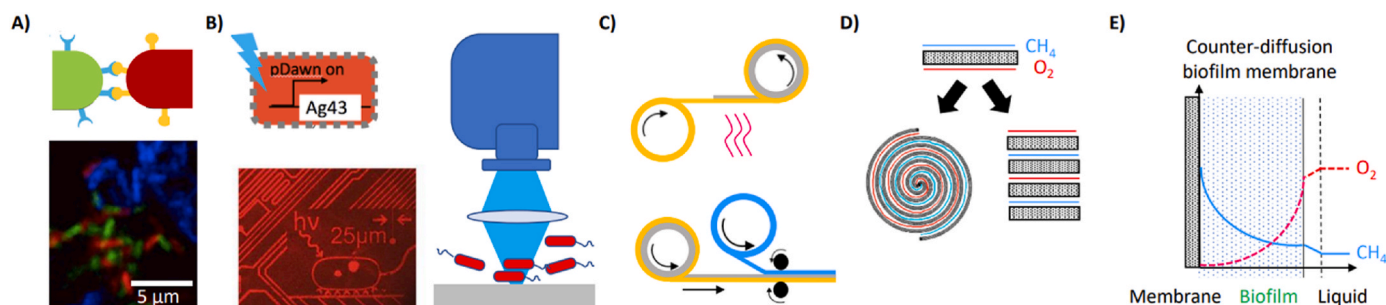 A)
5 µm
B)
pDawn on
Ag43
hν
25µm
C)
D)
CH4
O2
E)
Counter-diffusion
biofilm membrane
O2
CH4
Membrane Biofilm Liquid